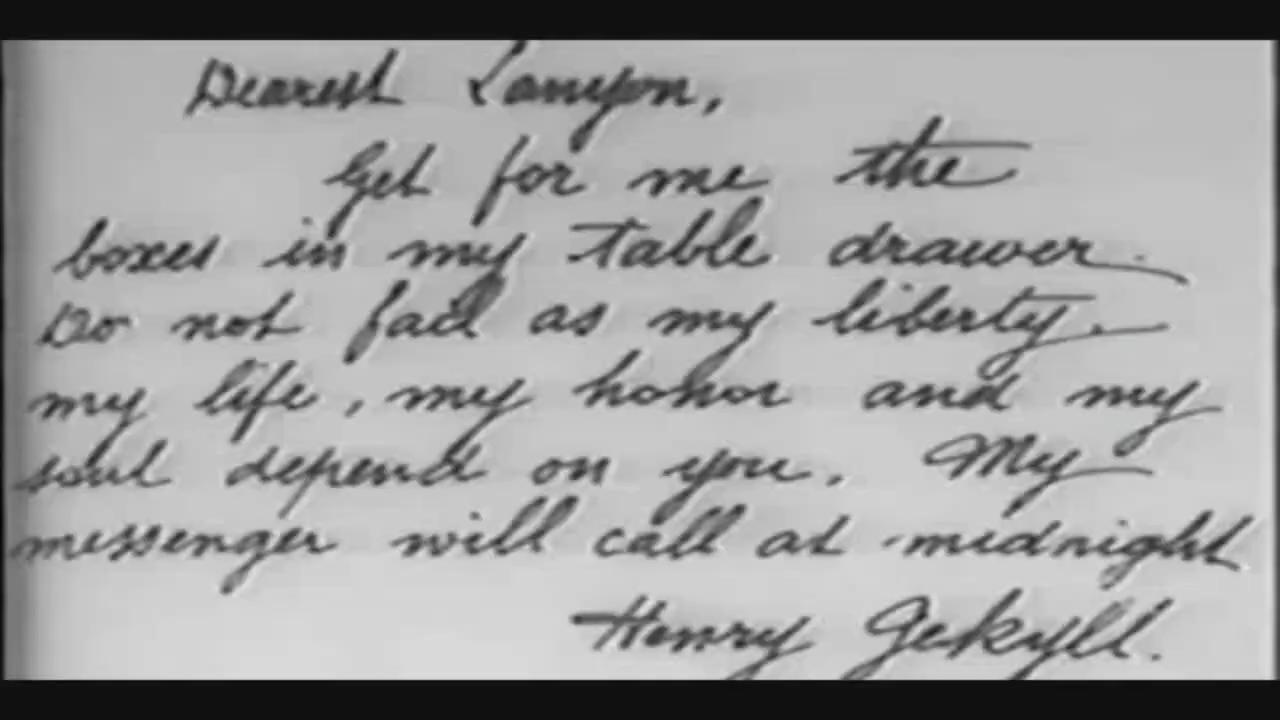 Dearest Lanyon,
Get for me the
boxes in my table drawer.
Do not fail as my liberty,
my life, my honor and my
soul depend on you. My
messenger will call at midnight
Henry Jekyll.